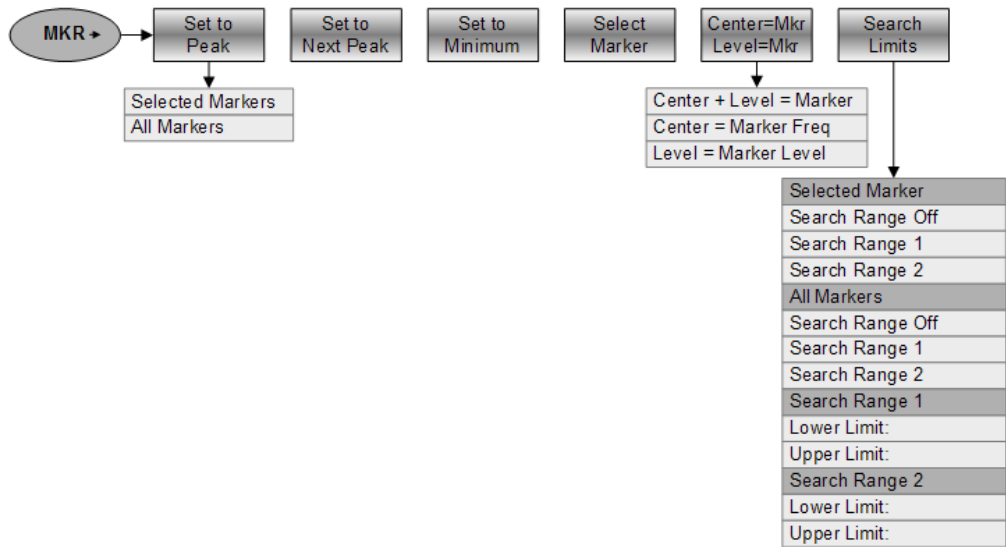 MKR →
Set to
Peak
Set to
Next Peak
Set to
Minimum
Select
Marker
Center=Mkr
Level=Mkr
Search
Limits
Selected Markers
All Markers
Center + Level = Marker
Center = Marker Freq
Level = Marker Level
Selected Marker
Search Range Off
Search Range 1
Search Range 2
All Markers
Search Range Off
Search Range 1
Search Range 2
Search Range 1
Lower Limit:
Upper Limit:
Search Range 2
Lower Limit:
Upper Limit: